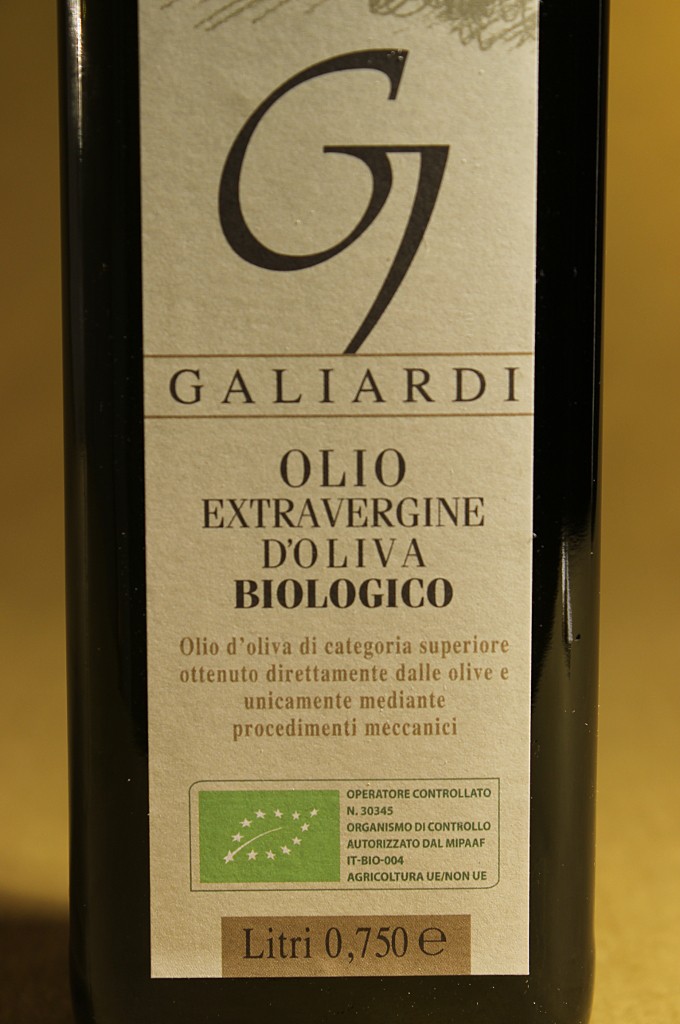 G
GALIARDI
OLIO
EXTRAVERGINE
D'OLIVA
BIOLOGICO
Olio d'oliva di categoria superiore
ottenuto direttamente dalle olive e
unicamente mediante
procedimenti meccanici
OPERATORE CONTROLLATO
N. 30345
ORGANISMO DI CONTROLLO
AUTORIZZATO DAL MIPAAF
IT-BIO-004
AGRICOLTURA UE/NON UE
Litri 0,750 ℮